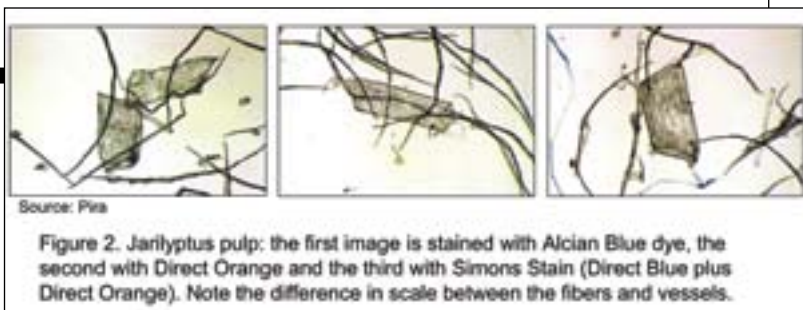 Source: Pira
Figure 2. Jarilyptus pulp: the first image is stained with Alcian Blue dye, the
second with Direct Orange and the third with Simons Stain (Direct Blue plus
Direct Orange). Note the difference in scale between the fibers and vessels.